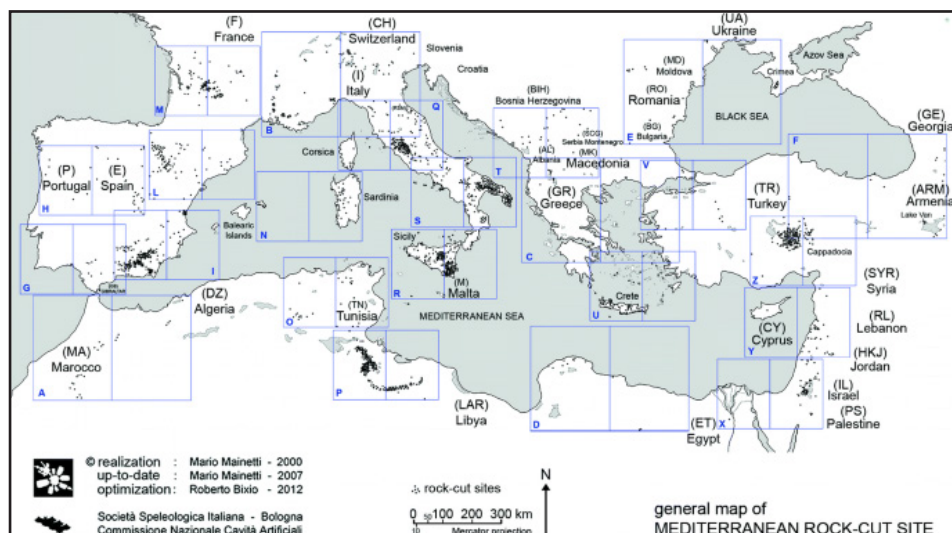 (F)
France
(CH)
Switzerland
Slovenia
Croatia
(UA)
Ukraine
Azov Sea
Crimea
(MD)
Moldova
(RO)
Romania
(BG)
Bulgaria
BLACK SEA
(GE)
Georgia
(I)
Italy
(BIH)
Bosnia Herzegovina
(SCG)
Serbia Montenegro
(MK)
Macedonia
(AL)
Albania
(GR)
Greece
Corsica
Sardinia
Balearic
Islands
(P)
Portugal
(E)
Spain
Sicily
(M)
Malta
(TR)
Turkey
Cappadocia
(ARM)
Armenia
Lake Van
(SYR)
Syria
(RL)
Lebanon
(HKJ)
Jordan
(IL)
Israel
(PS)
Palestine
(CY)
Cyprus
Crete
MEDITERRANEAN SEA
(DZ)
Algeria
(TN)
Tunisia
(MA)
Marocco
(LAR)
Libya
(ET)
Egypt
M
B
Q
E
F
H
L
N
S
T
V
C
G
I
O
R
U
Z
Y
A
P
D
X
© realization : Mario Mainetti - 2000
up-to-date : Mario Mainetti - 2007
optimization : Roberto Bixio - 2012
Società Speleologica Italiana - Bologna
Commissione Nazionale Cavità Artificiali
rock-cut sites
0 50 100 200 300 km
10 Mercator projection
N
general map of
MEDITERRANEAN ROCK-CUT SITE